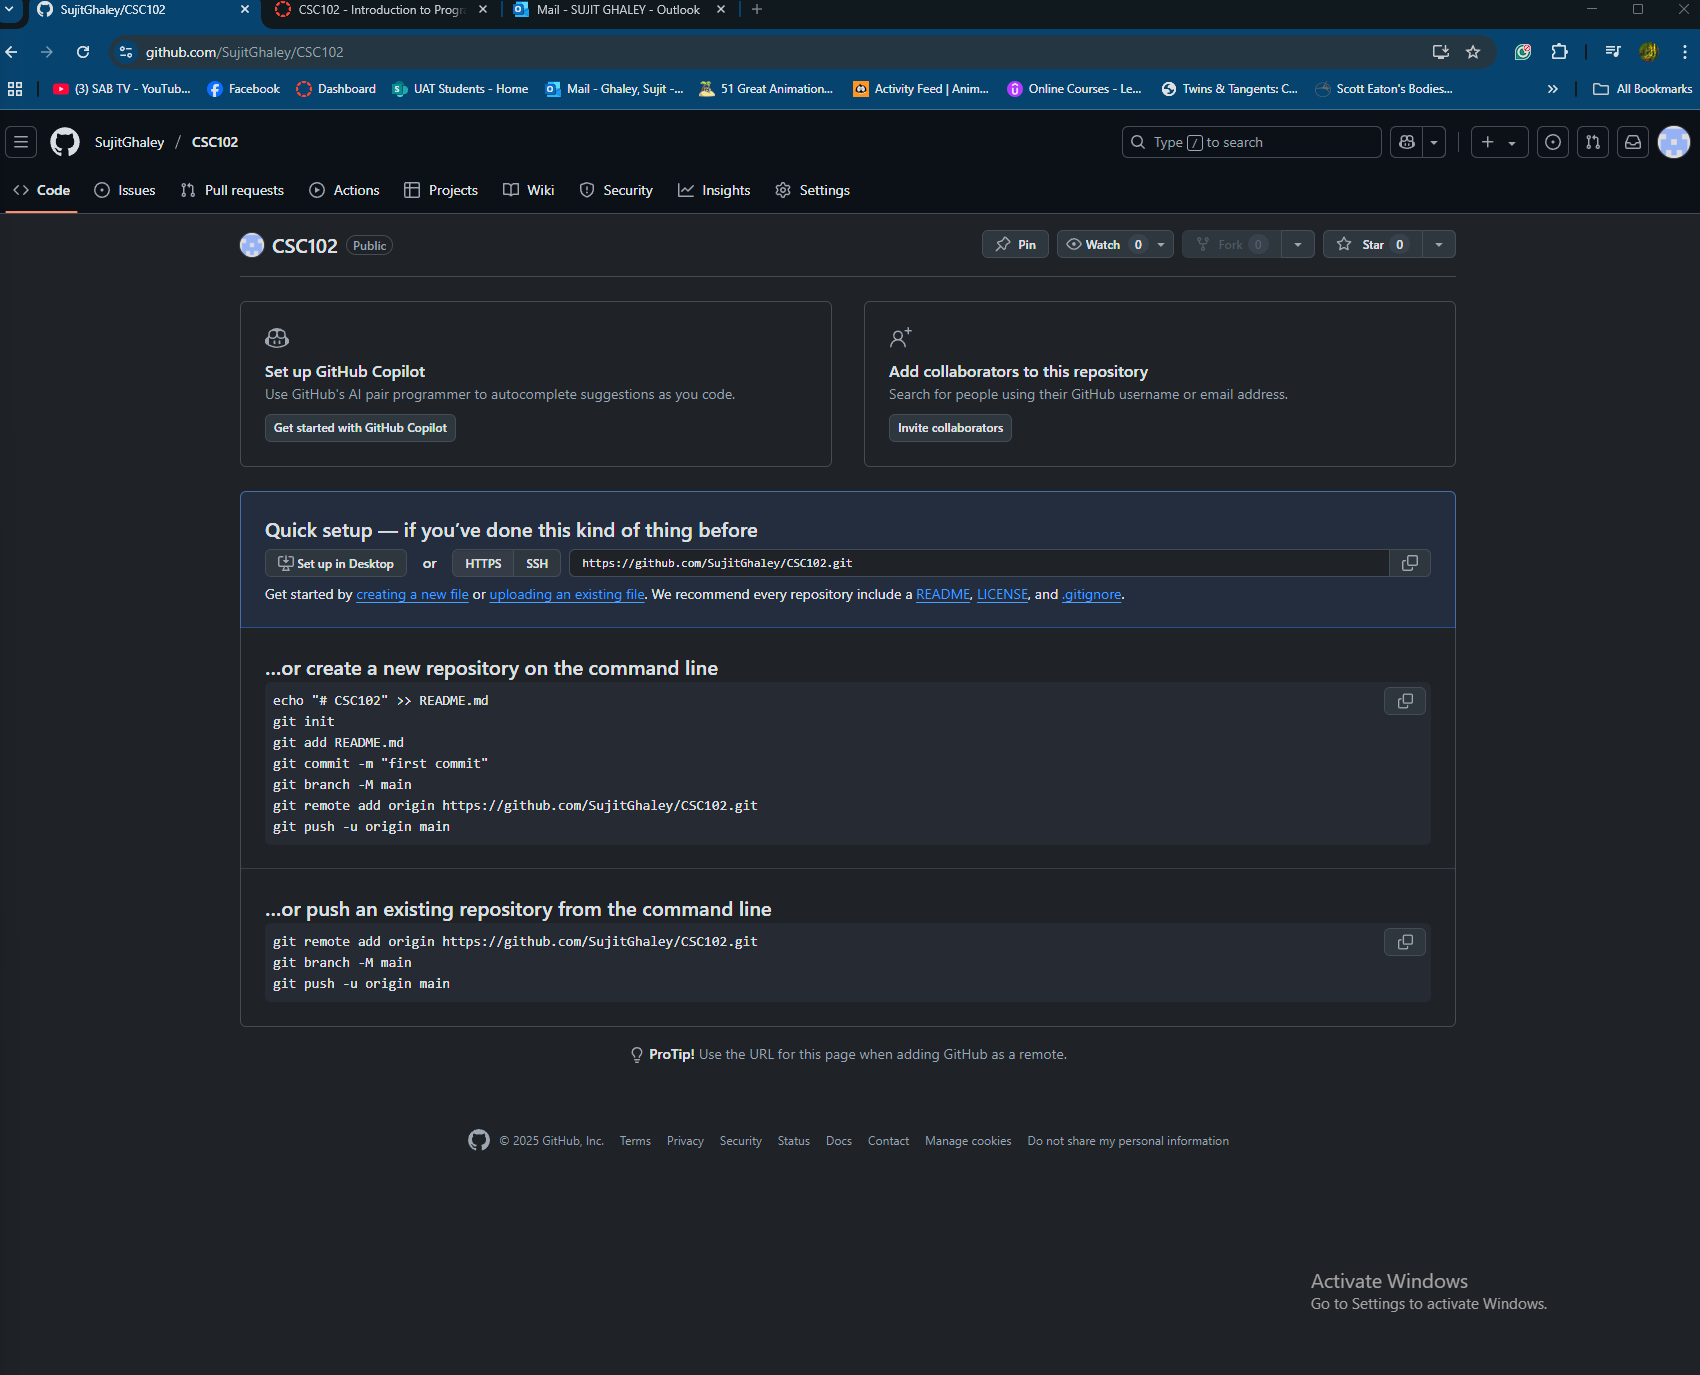 SujitGhaley/CSC102
CSC102 - Introduction to Progra
Mail - SUJIT GHALEY - Outlook
github.com/SujitGhaley/CSC102
(3) SAB TV - YouTub...
Facebook
Dashboard
UAT Students - Home
Mail - Ghaley, Sujit -...
51 Great Animation...
Activity Feed | Anim...
Online Courses - Le...
Twins & Tangents: C...
Scott Eaton's Bodies...
All Bookmarks
SujitGhaley / CSC102
Type / to search
Code
Issues
Pull requests
Actions
Projects
Wiki
Security
Insights
Settings
CSC102 Public
Pin
Watch 0
Fork 0
Star 0
Set up GitHub Copilot
Use GitHub's AI pair programmer to autocomplete suggestions as you code.
Get started with GitHub Copilot
Add collaborators to this repository
Search for people using their GitHub username or email address.
Invite collaborators
Quick setup — if you’ve done this kind of thing before
Set up in Desktop or HTTPS SSH https://github.com/SujitGhaley/CSC102.git
Get started by creating a new file or uploading an existing file. We recommend every repository include a README, LICENSE, and .gitignore.
…or create a new repository on the command line
echo "# CSC102" >> README.md
git init
git add README.md
git commit -m "first commit"
git branch -M main
git remote add origin https://github.com/SujitGhaley/CSC102.git
git push -u origin main
…or push an existing repository from the command line
git remote add origin https://github.com/SujitGhaley/CSC102.git
git branch -M main
git push -u origin main
ProTip! Use the URL for this page when adding GitHub as a remote.
© 2025 GitHub, Inc.
Terms
Privacy
Security
Status
Docs
Contact
Manage cookies
Do not share my personal information
Activate Windows
Go to Settings to activate Windows.